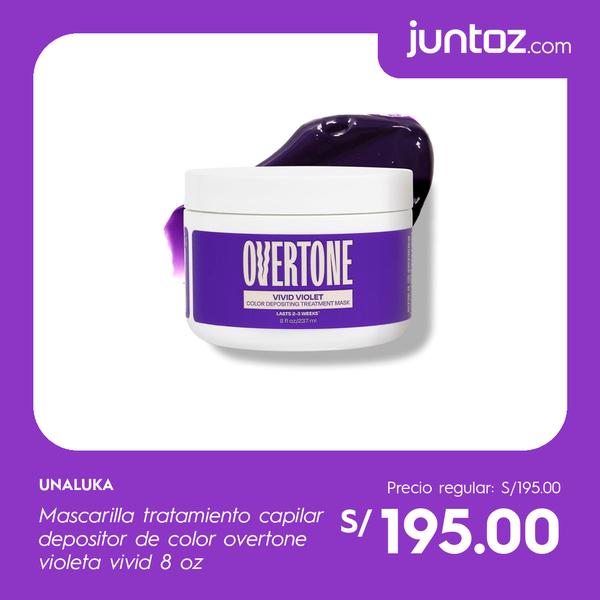 juntoz.com
OVERTONE
VIVID VIOLET
COLOR DEPOSITING TREATMENT MASK
LASTS 2-3 WEEKS*
8 fl oz/237 ml
UNALUKA
Mascarilla tratamiento capilar
depositor de color overtone
violeta vivid 8 oz
Precio regular: S/195.00
S/195.00